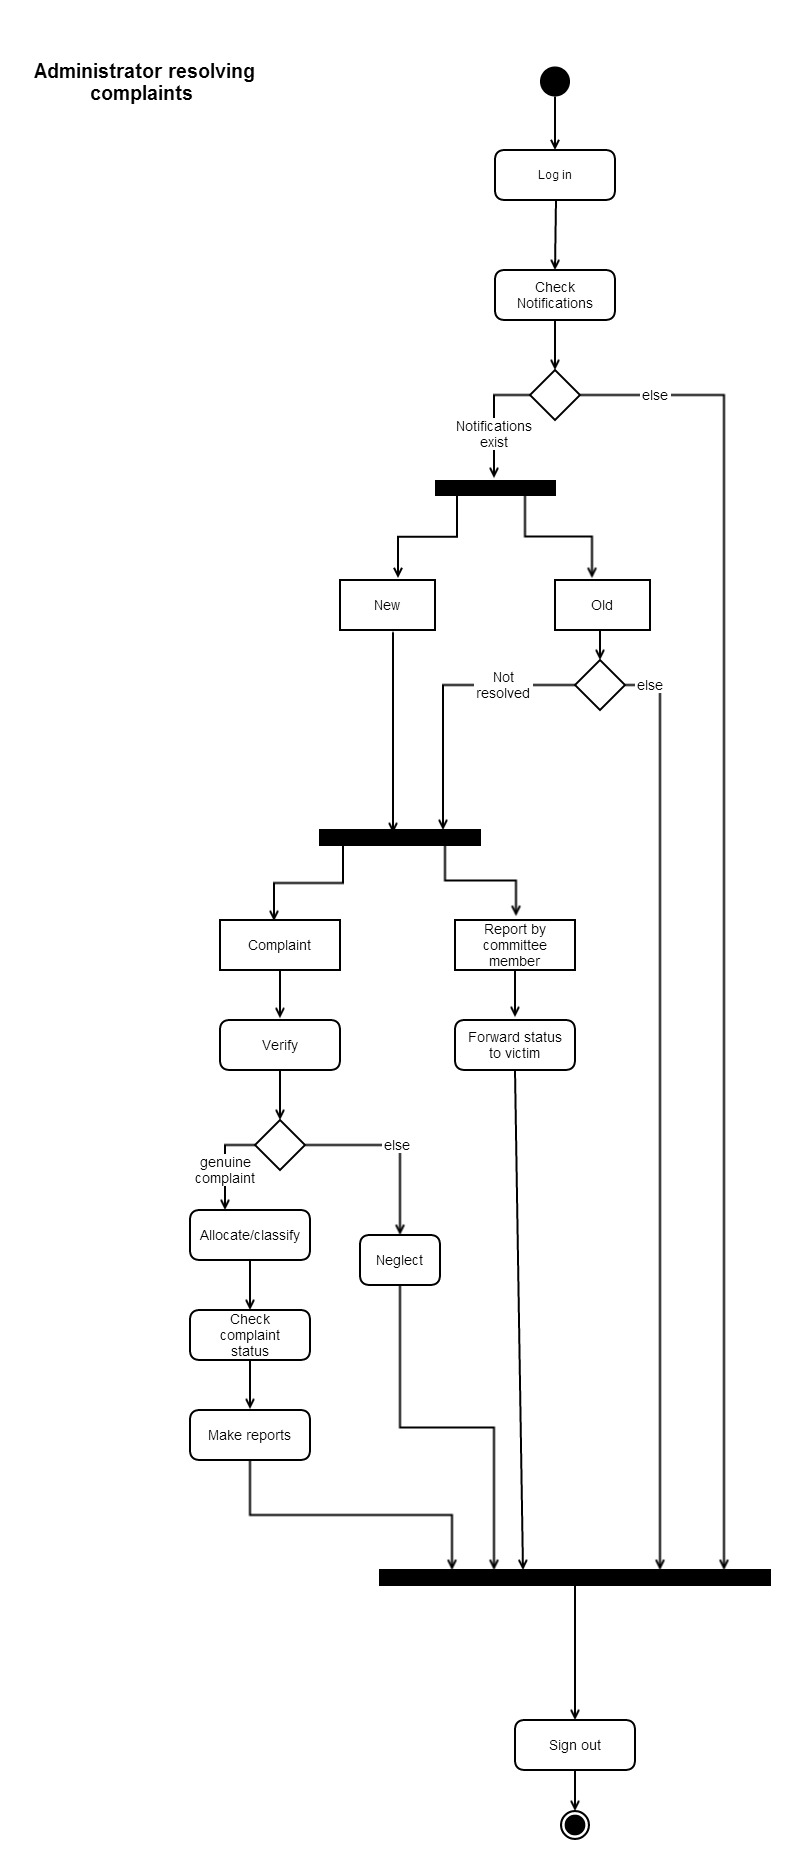 Administrator resolving
complaints
Log in
Check
Notifications
else
Notifications
exist
New
Old
Not
resolved
else
Complaint
Report by
committee
member
Verify
Forward status
to victim
else
genuine
complaint
Allocate/classify
Neglect
Check
complaint
status
Make reports
Sign out